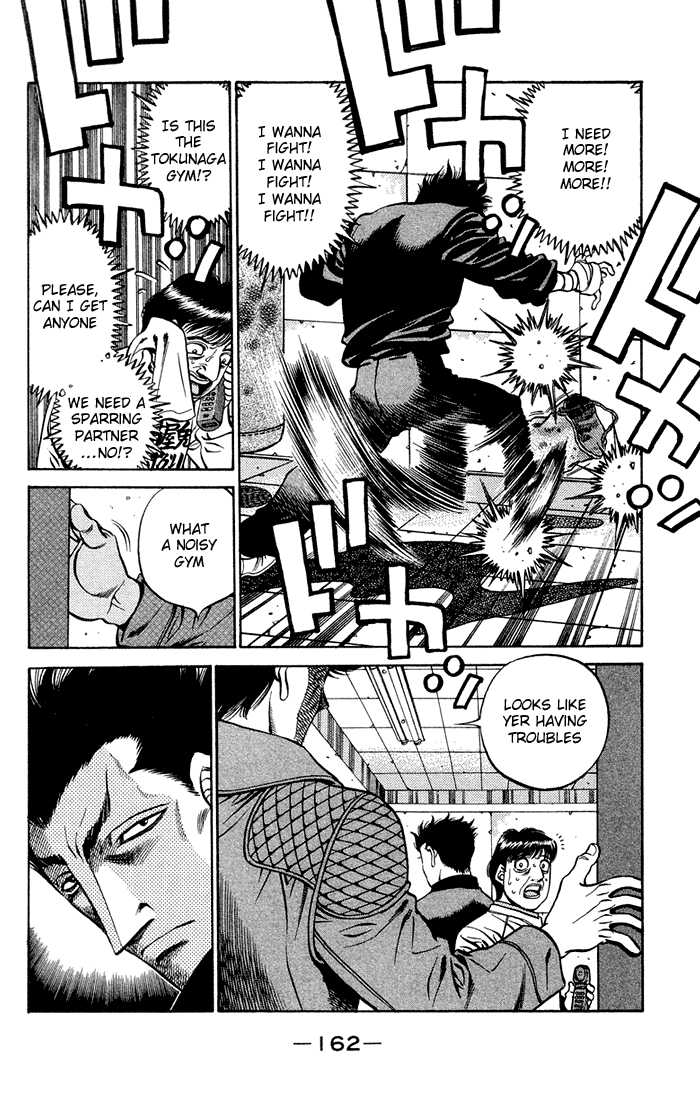 I NEED
MORE!
MORE!
MORE!!
I WANNA
FIGHT!
I WANNA
FIGHT!
I WANNA
FIGHT!!
ドカッ
ドカッ
ドカッ
ドカッ
IS THIS
THE
TOKUNAGA
GYM!?
PLEASE,
CAN I GET
ANYONE
WE NEED A
SPARRING
PARTNER
...NO!?
WHAT
A NOISY
GYM
LOOKS LIKE
YER HAVING
TROUBLES
—162—